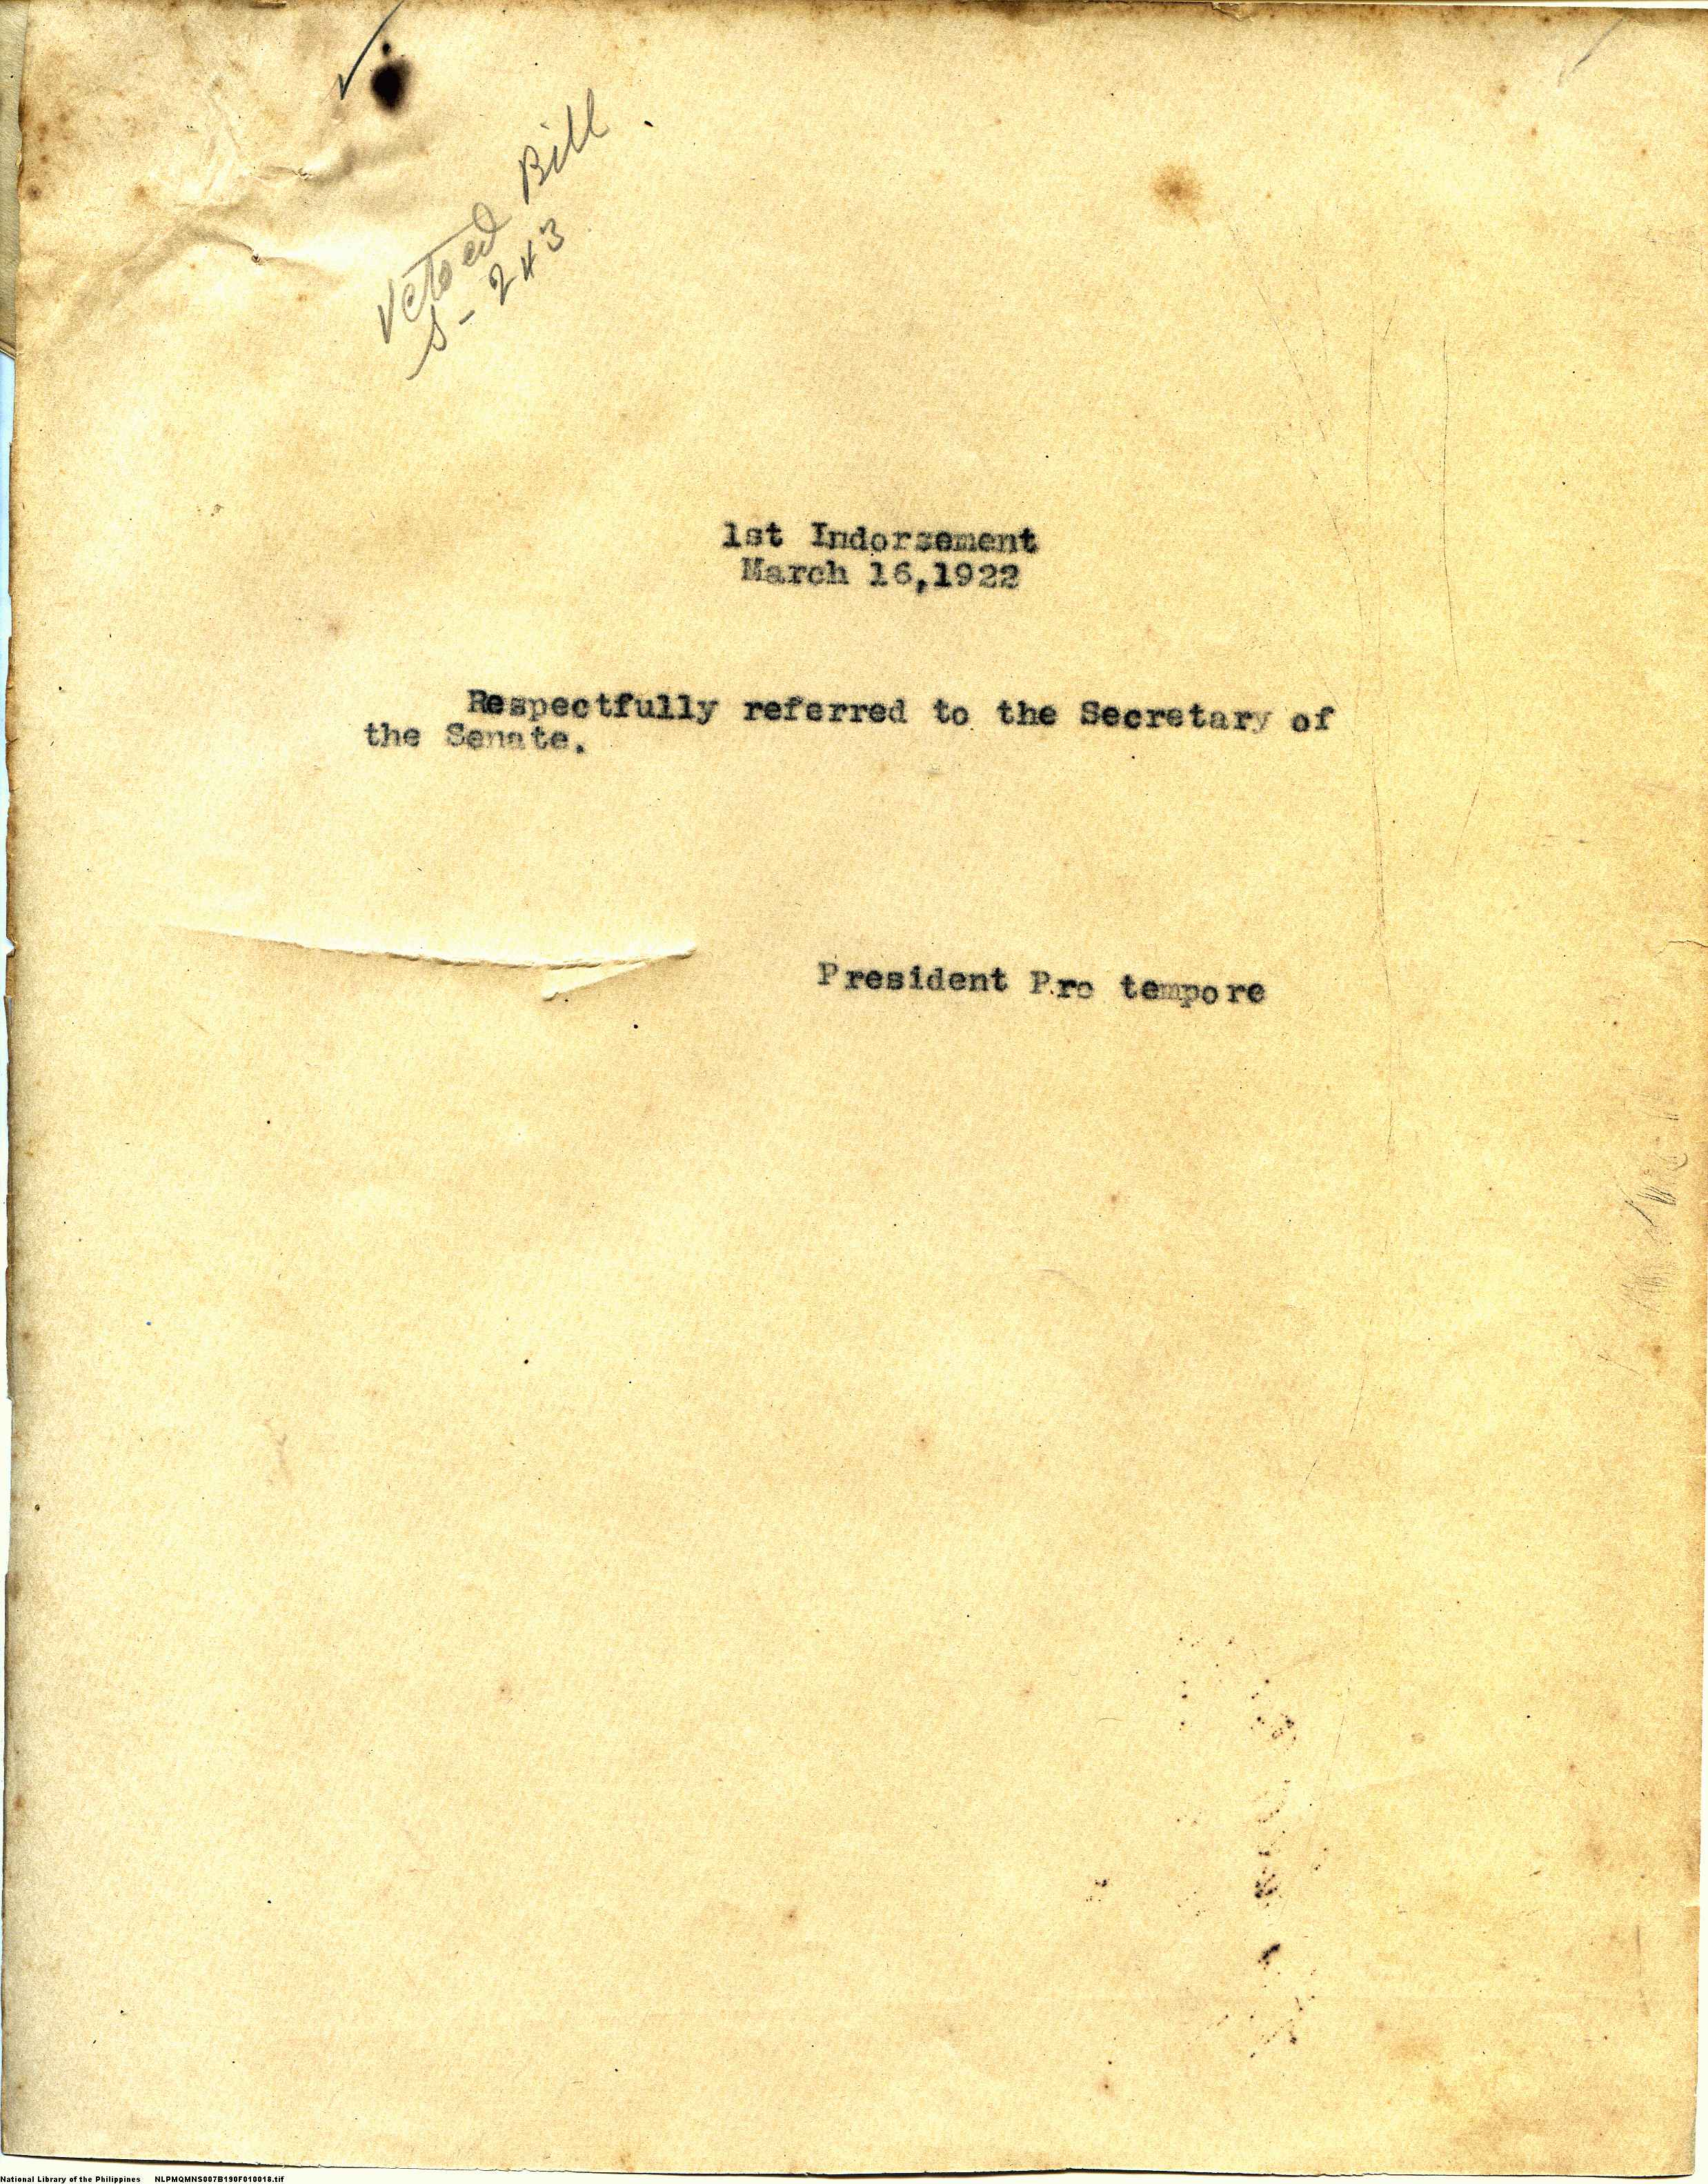 Vetoed Bill
S-243
1st Indorsement
March 16,1922
Respectfully referred to the Secretary of
the Senate.
President Pro tempore
National Library of the Philippines NLPMQMNS007B190F010018.tif